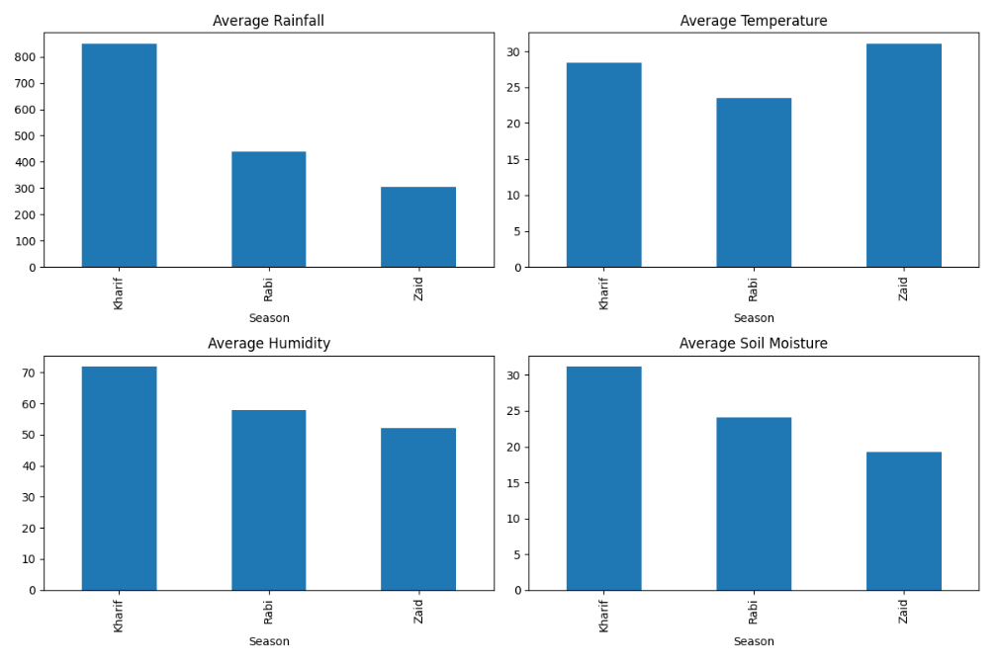 Average Rainfall
800
700
600
500
400
300
200
100
0
Kharif
Rabi
Zaid
Season
Average Temperature
30
25
20
15
10
5
0
Kharif
Rabi
Zaid
Season
Average Humidity
70
60
50
40
30
20
10
0
Kharif
Rabi
Zaid
Season
Average Soil Moisture
30
25
20
15
10
5
0
Kharif
Rabi
Zaid
Season